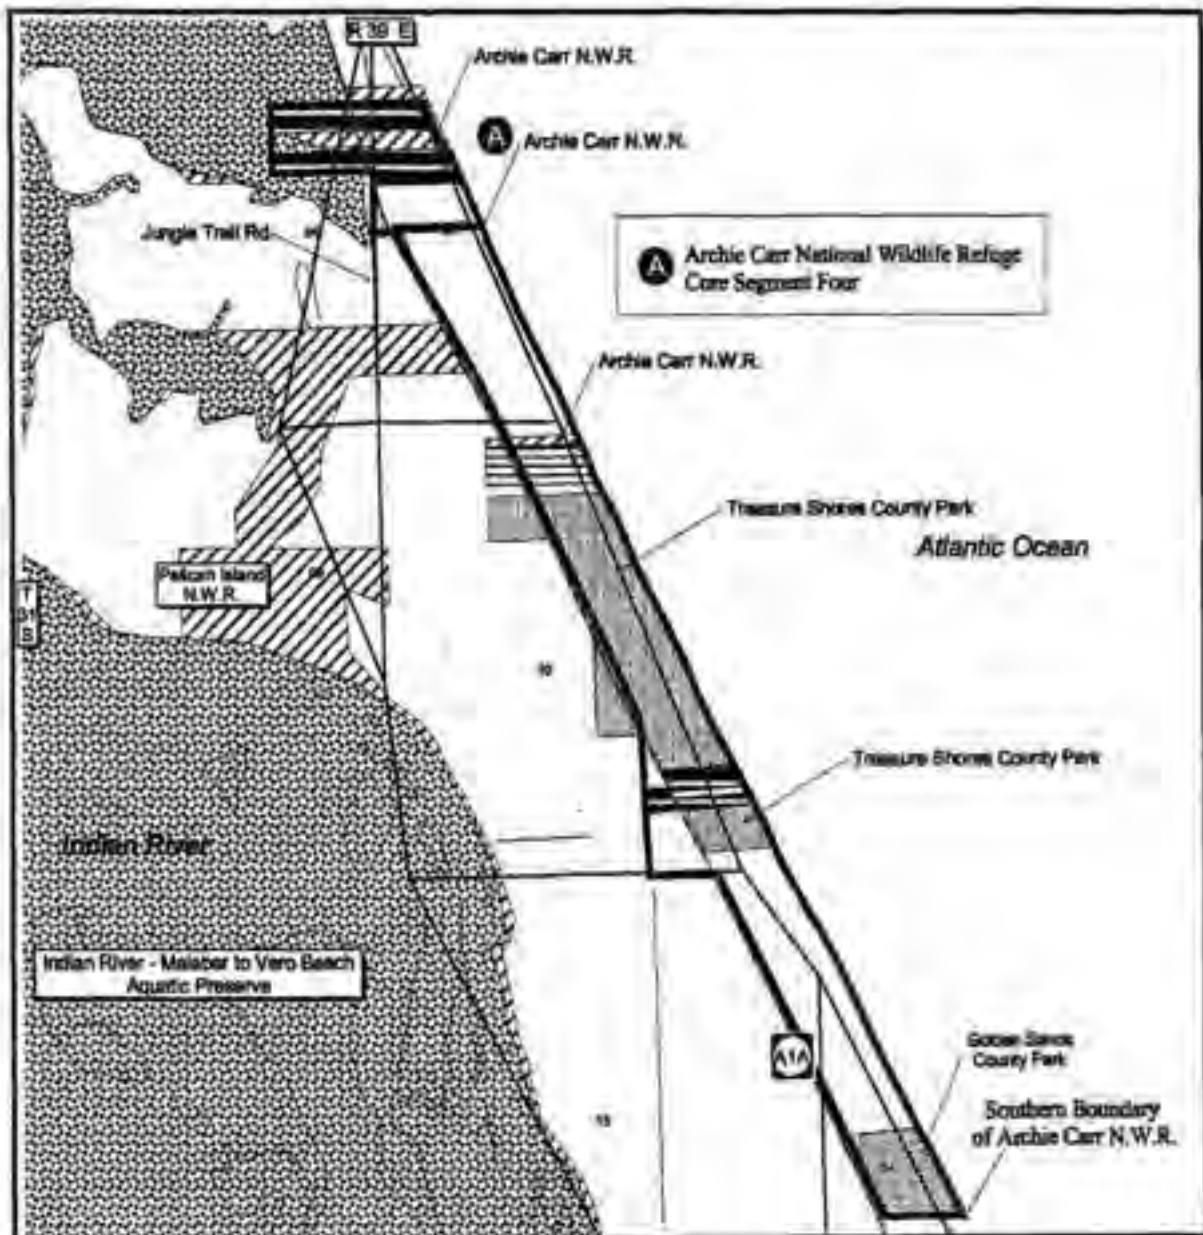 R 39 E
Archie Carr N.W.R.
A
Archie Carr N.W.R.
Jungle Trail Rd
A
Archie Carr National Wildlife Refuge
Core Segment Four
Archie Carr N.W.R.
Treasure Shores County Park
Atlantic Ocean
Pelican Island
N.W.R.
T
31
S
Treasure Shores County Park
Indian River
Indian River - Malabar to Vero Beach
Aquatic Preserve
A1A
Golden Sands
County Park
Southern Boundary
of Archie Carr N.W.R.